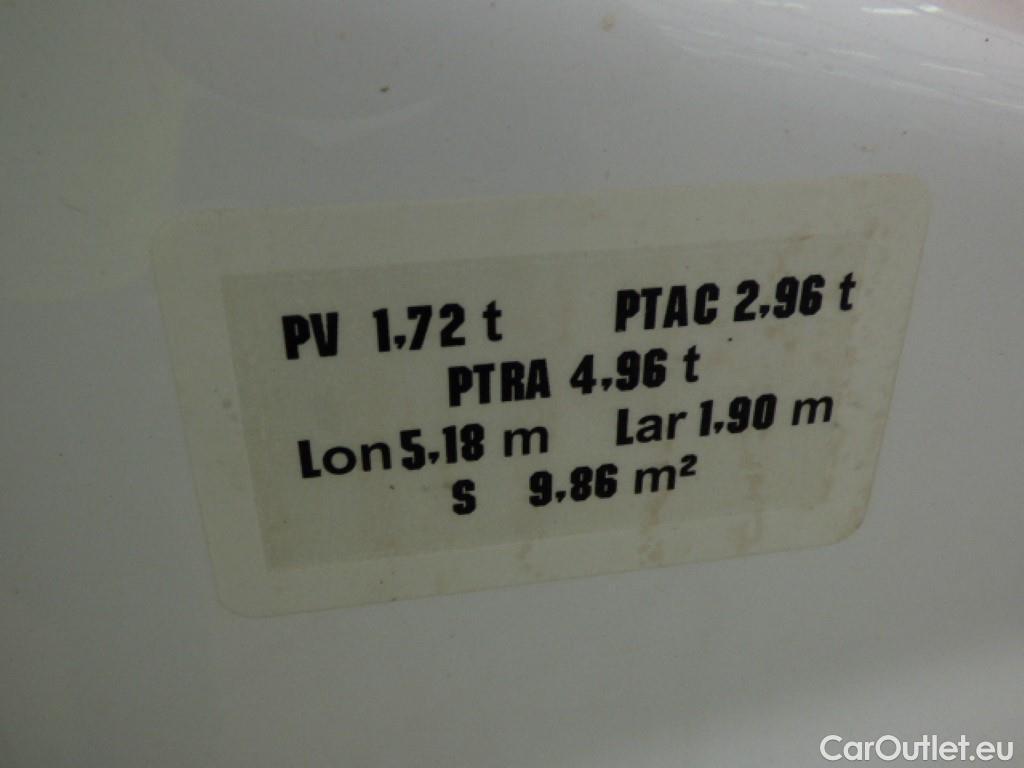 PV 1,72 t PTAC 2,96 t
PTRA 4,96 t
Lon 5,18 m Lar 1,90 m
S 9,86 m²
CarOutlet.eu